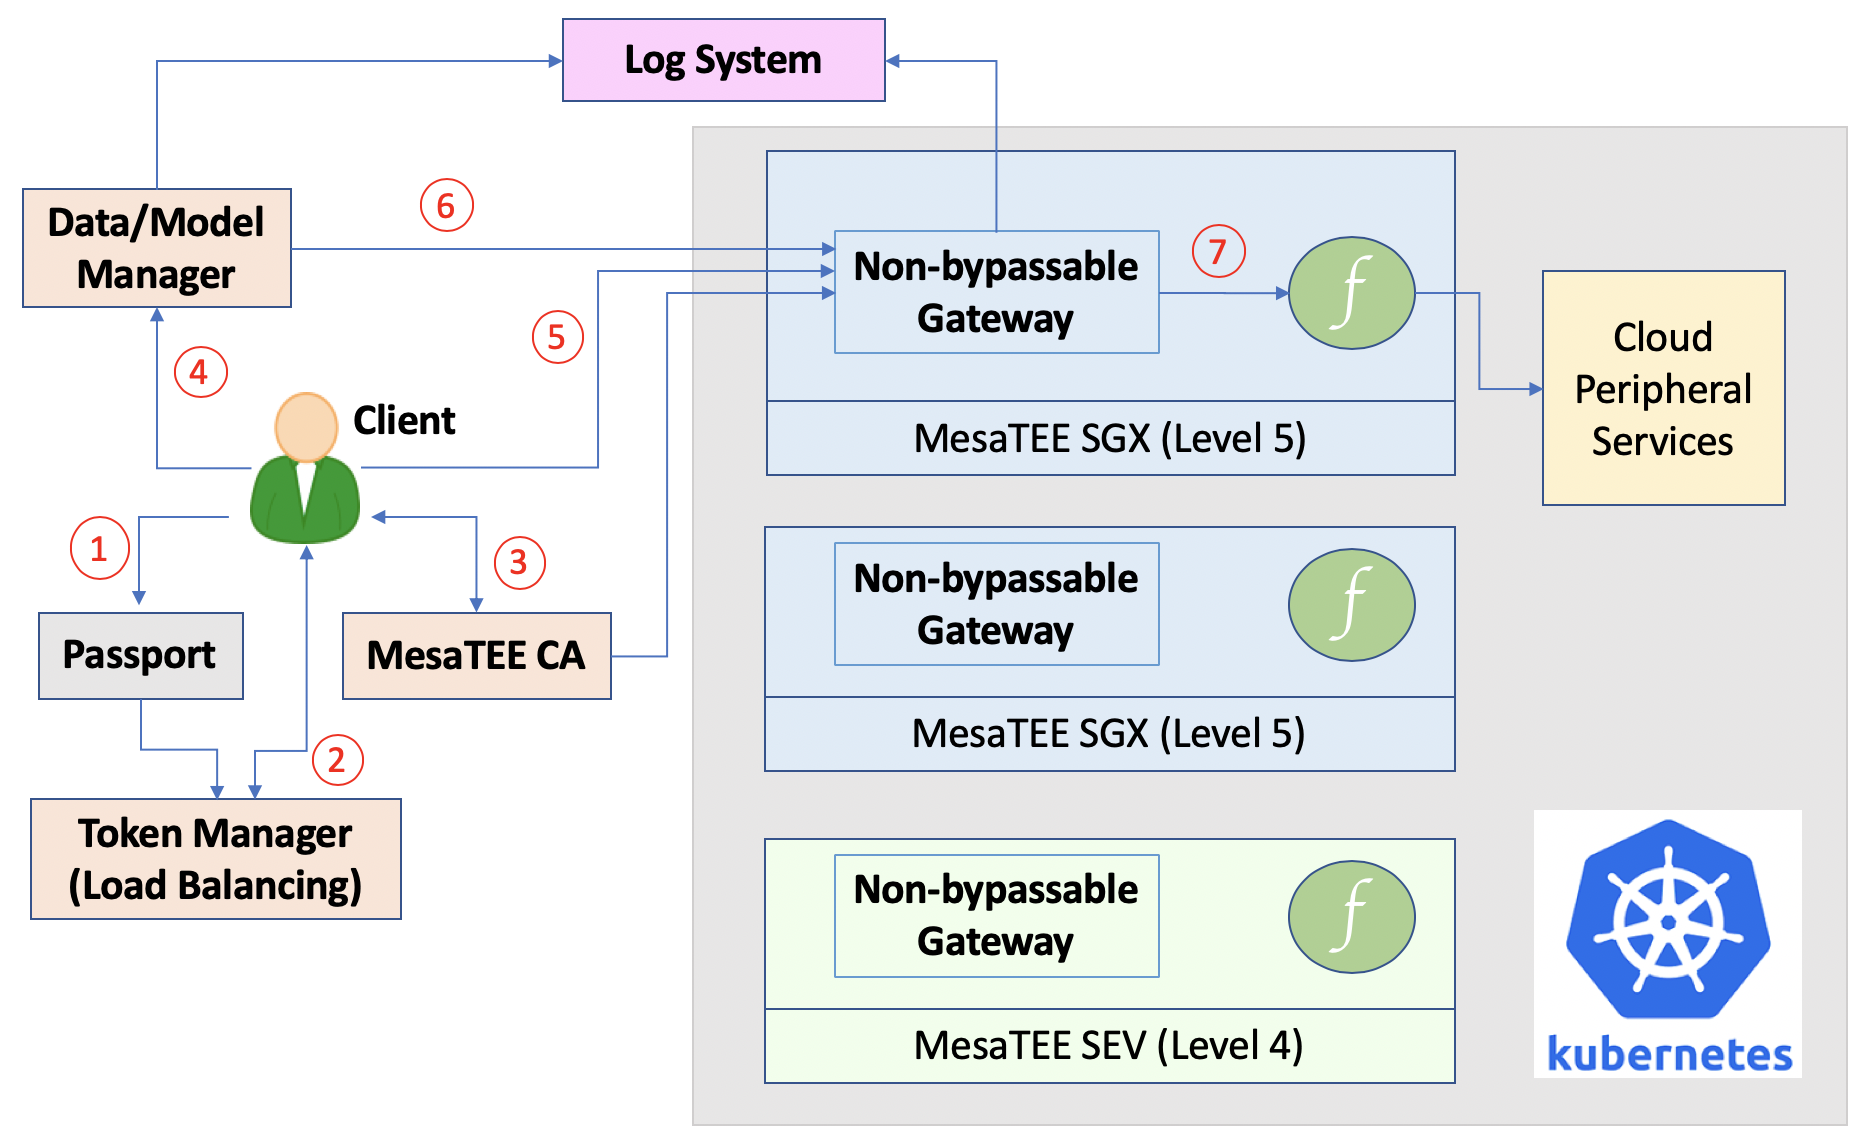 Log System
Data/Model
Manager
6
Non-bypassable
Gateway
7
f
Cloud
Peripheral
Services
5
4
Client
MesaTEE SGX (Level 5)
1
3
Passport
MesaTEE CA
Non-bypassable
Gateway
f
MesaTEE SGX (Level 5)
2
Token Manager
(Load Balancing)
Non-bypassable
Gateway
f
MesaTEE SEV (Level 4)
kubernetes